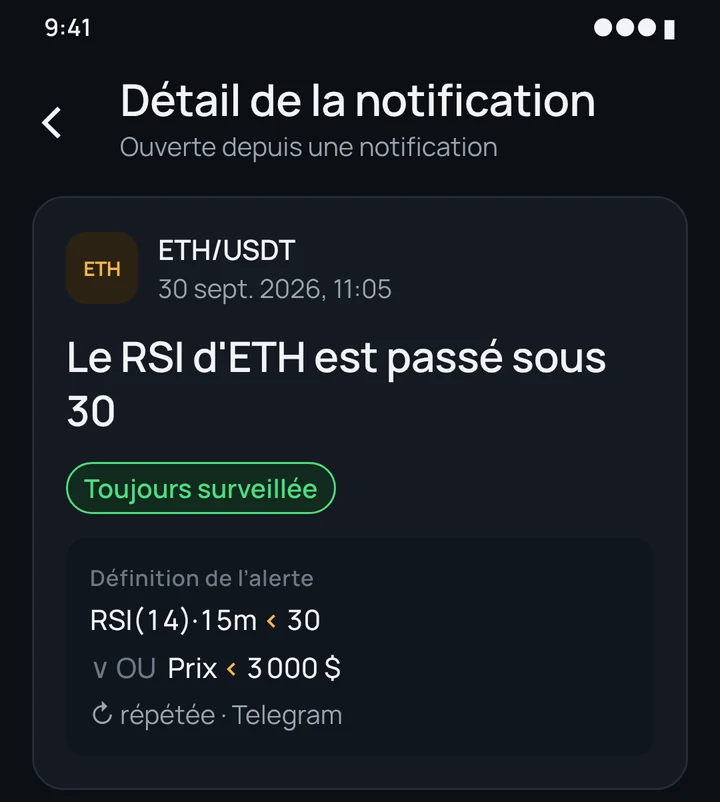 9:41
Détail de la notification
Ouverte depuis une notification
ETH
ETH/USDT
30 sept. 2026, 11:05
Le RSI d'ETH est passé sous
30
Toujours surveillée
Définition de l’alerte
RSI(14)·15m < 30
∨ OU Prix < 3 000 $
↻ répétée · Telegram